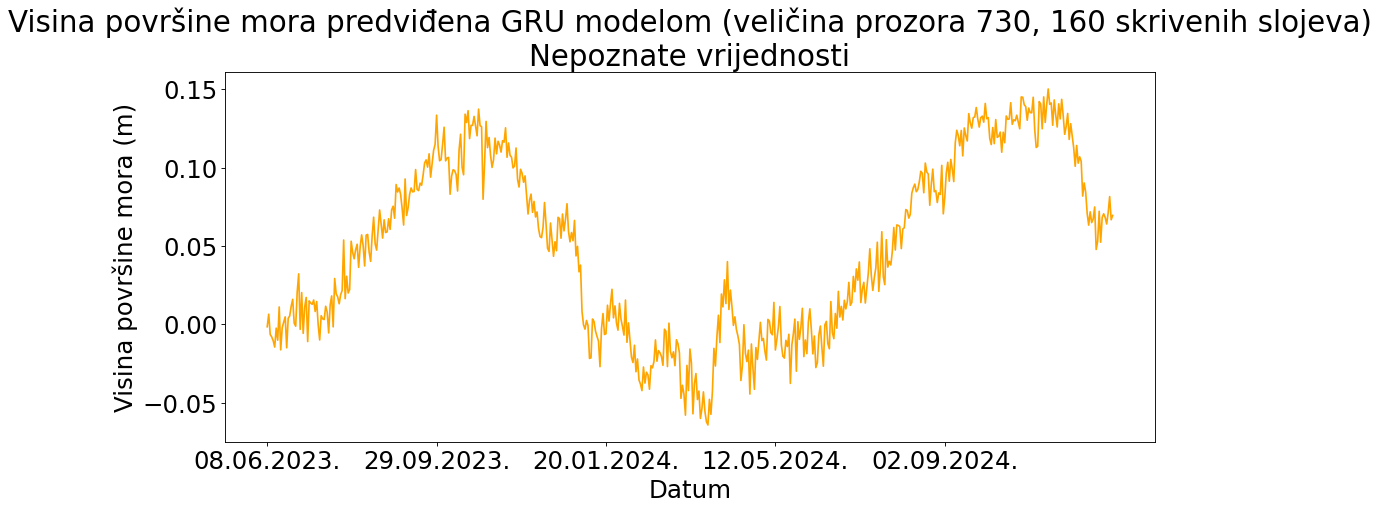 Visina površine mora predviđena GRU modelom (veličina prozora 730, 160 skrivenih slojeva)
Nepoznate vrijednosti
Visina površine mora (m)
0.15
0.10
0.05
0.00
−0.05
08.06.2023. 29.09.2023. 20.01.2024. 12.05.2024. 02.09.2024.
Datum